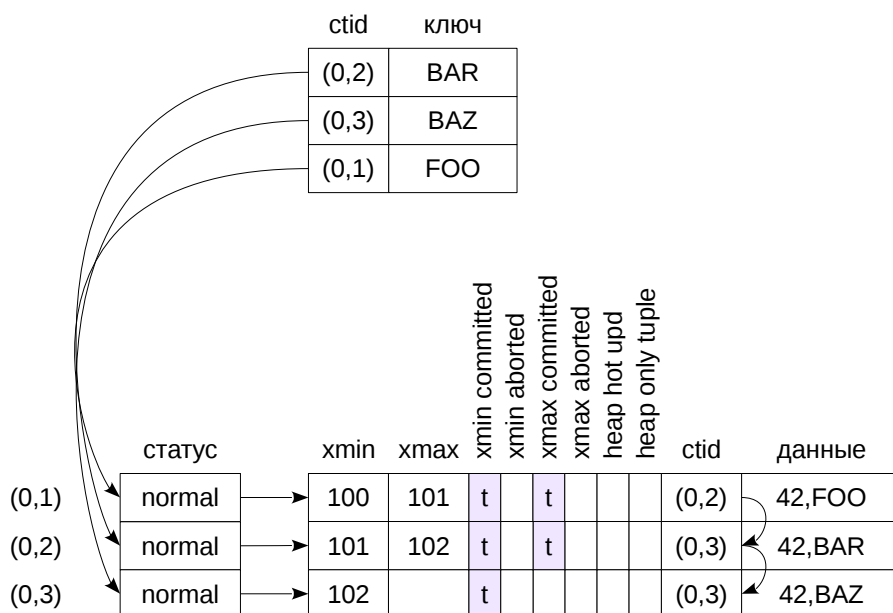 ctid ключ
(0,2) BAR
(0,3) BAZ
(0,1) FOO
xmin committed
xmin aborted
xmax committed
xmax aborted
heap hot upd
heap only tuple
статус xmin xmax ctid данные
(0,1) normal 100 101 t t (0,2) 42,FOO
(0,2) normal 101 102 t t (0,3) 42,BAR
(0,3) normal 102 t (0,3) 42,BAZ